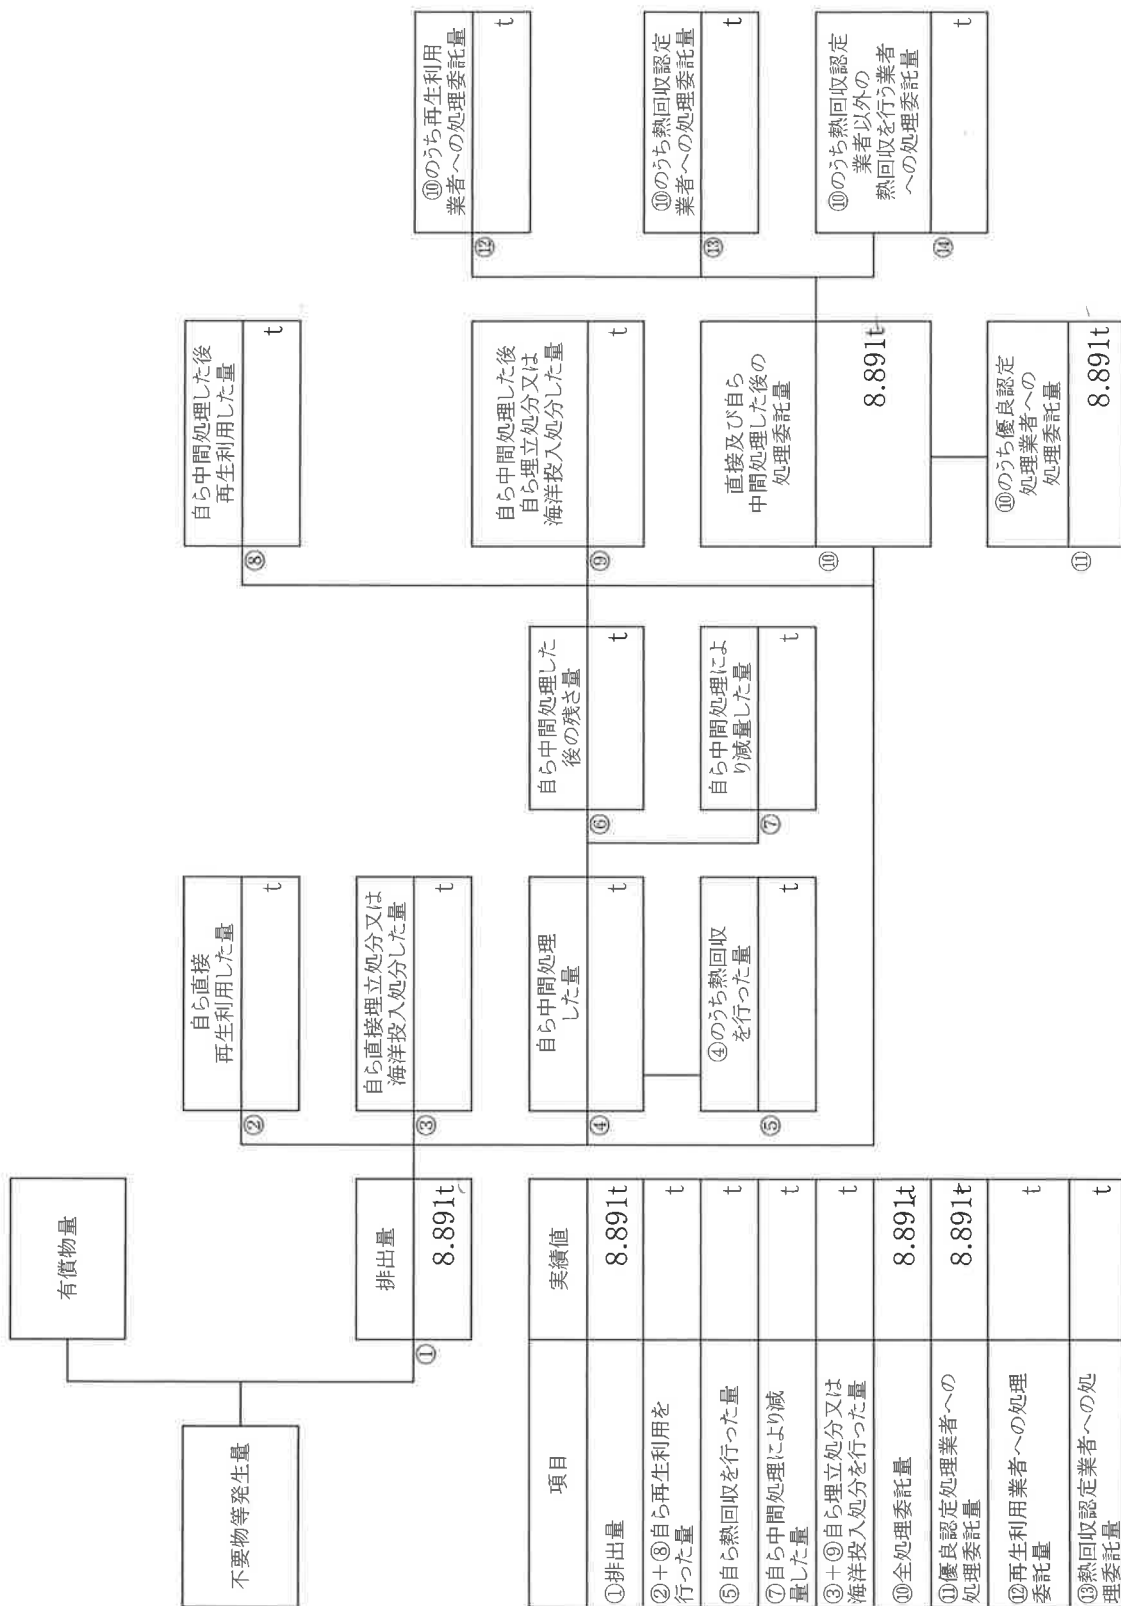 不要物等発生量
有償物量
排出量
① 8.891t
自ら直接
再生利用した量
② t
自ら直接埋立処分又は
海洋投入処分した量
③ t
自ら中間処理
した量
④ t
④のうち熱回収
を行った量
⑤ t
自ら中間処理した
後の残さ量
⑥ t
自ら中間処理によ
り減量した量
⑦ t
自ら中間処理した後
再生利用した量
⑧ t
自ら中間処理した後
自ら埋立処分又は
海洋投入処分した量
⑨ t
直接及び自ら
中間処理した後の
処理委託量
⑩ 8.891t
⑩のうち優良認定
処理業者への
処理委託量
⑪ 8.891t
⑩のうち再生利用
業者への処理委託量
⑫ t
⑩のうち熱回収認定
業者への処理委託量
⑬ t
⑩のうち熱回収認定
業者以外の
熱回収を行う業者
への処理委託量
⑭ t
項目 実績値
①排出量 8.891t
②+⑧自ら再生利用を
行った量 t
⑤自ら熱回収を行った量 t
⑦自ら中間処理により減
量した量 t
③+⑨自ら埋立処分又は
海洋投入処分を行った量 t
⑩全処理委託量 8.891t
⑪優良認定処理業者への
処理委託量 8.891t
⑫再生利用業者への処理
委託量 t
⑬熱回収認定業者への処
理委託量 t